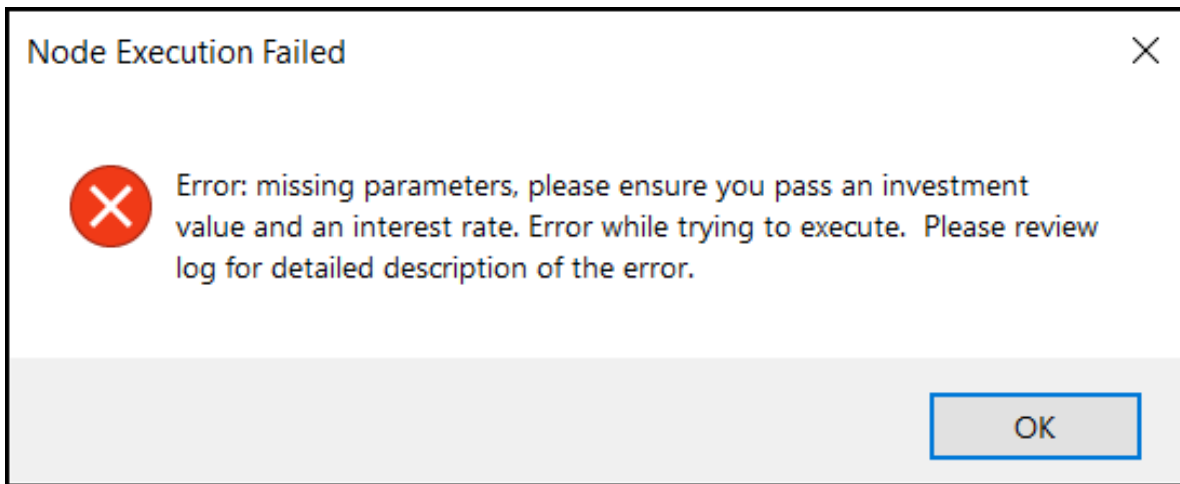 Node Execution Failed
Error: missing parameters, please ensure you pass an investment
value and an interest rate. Error while trying to execute.  Please review
log for detailed description of the error.
OK